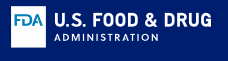 FDA
U.S. FOOD & DRUG
ADMINISTRATION